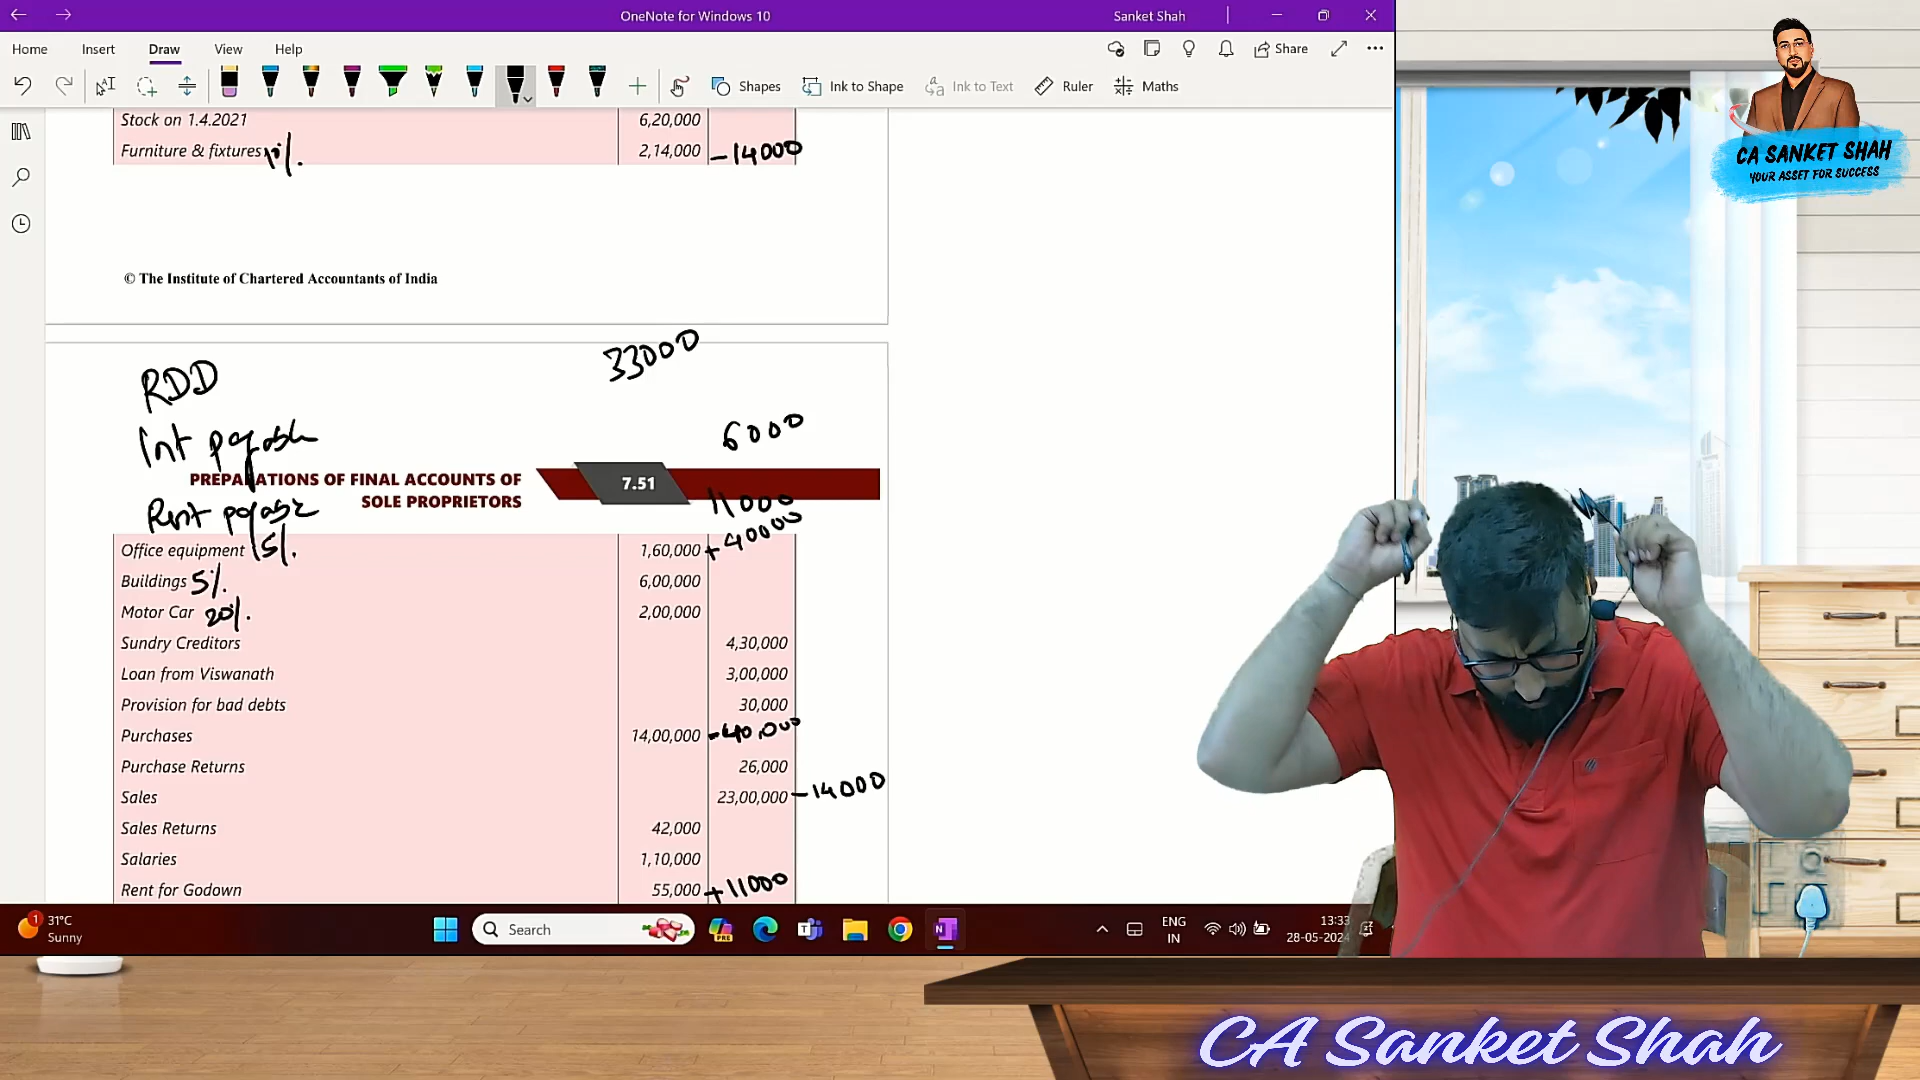 OneNote for Windows 10
Sanket Shah
Home Insert Draw View Help
Share
Shapes Ink to Shape Ink to Text Ruler Maths
Stock on 1.4.2021 6,20,000
Furniture & fixtures 10%. 2,14,000 -14000
© The Institute of Chartered Accountants of India
RDD 33000
Int payable 6000
PREPARATIONS OF FINAL ACCOUNTS OF
SOLE PROPRIETORS
7.51
Rent payable 11000
Office equipment 15%. 1,60,000 +40000
Buildings 5%. 6,00,000
Motor Car 20%. 2,00,000
Sundry Creditors 4,30,000
Loan from Viswanath 3,00,000
Provision for bad debts 30,000
Purchases 14,00,000 -40,000
Purchase Returns 26,000
Sales 23,00,000 -14000
Sales Returns 42,000
Salaries 1,10,000
Rent for Godown 55,000 +11000
CA SANKET SHAH
YOUR ASSET FOR SUCCESS
1
31°C
Sunny
Search
PRE
ENG
IN
13:33
28-05-2024
CA Sanket Shah